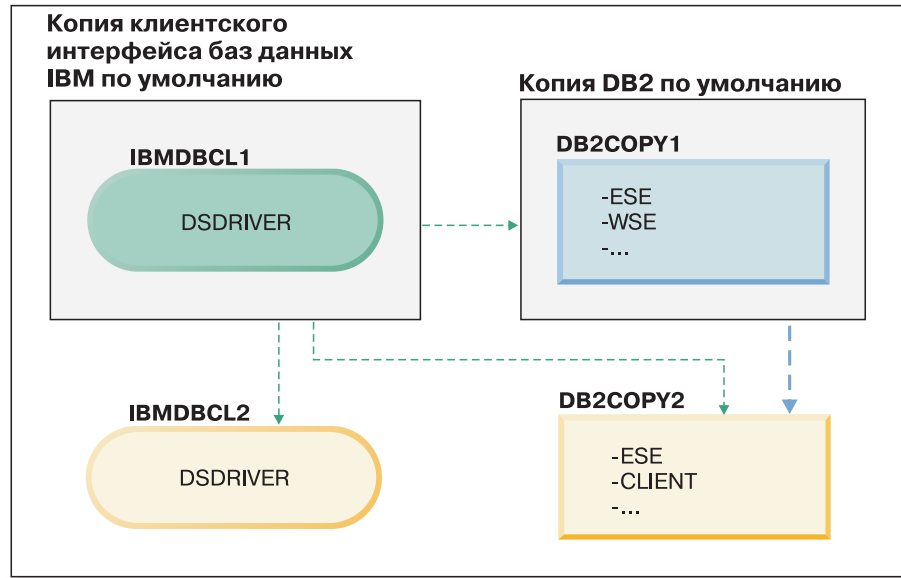 Копия клиентского
интерфейса баз данных
IBM по умолчанию
IBMDBCL1
DSDRIVER
Копия DB2 по умолчанию
DB2COPY1
-ESE
-WSE
-...
IBMDBCL2
DSDRIVER
DB2COPY2
-ESE
-CLIENT
-...